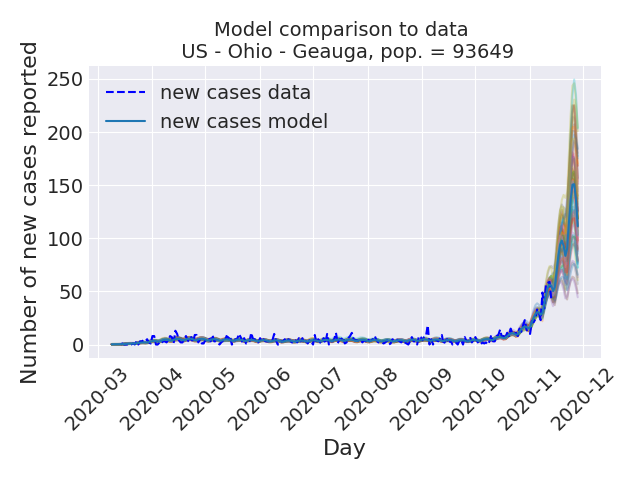 Model comparison to data
US - Ohio - Geauga, pop. = 93649
Number of new cases reported
250
200
150
100
50
0
new cases data
new cases model
2020-03
2020-04
2020-05
2020-06
2020-07
2020-08
2020-09
2020-10
2020-11
2020-12
Day